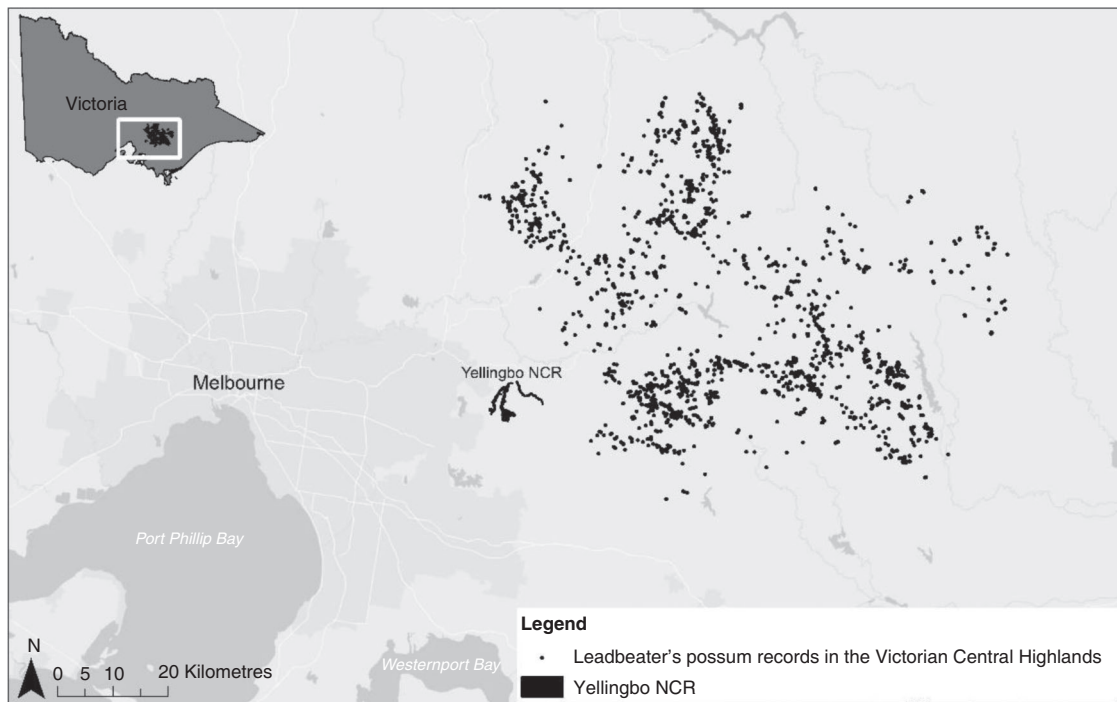 Victoria
Melbourne
Yellingbo NCR
Port Phillip Bay
Westernport Bay
N
0 5 10 20 Kilometres
Legend
Leadbeater's possum records in the Victorian Central Highlands
Yellingbo NCR